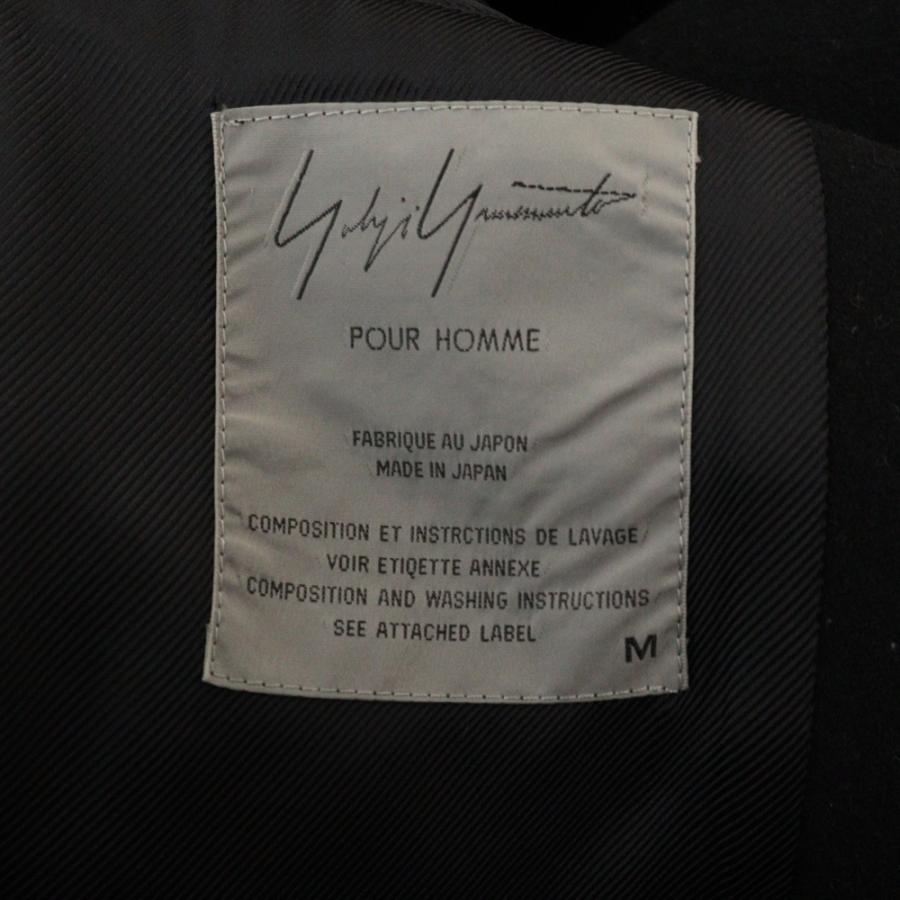 Yohji Yamamoto
POUR HOMME
FABRIQUE AU JAPON
MADE IN JAPAN
COMPOSITION ET INSTRCTIONS DE LAVAGE
VOIR ETIQETTE ANNEXE
COMPOSITION AND WASHING INSTRUCTIONS
SEE ATTACHED LABEL
M